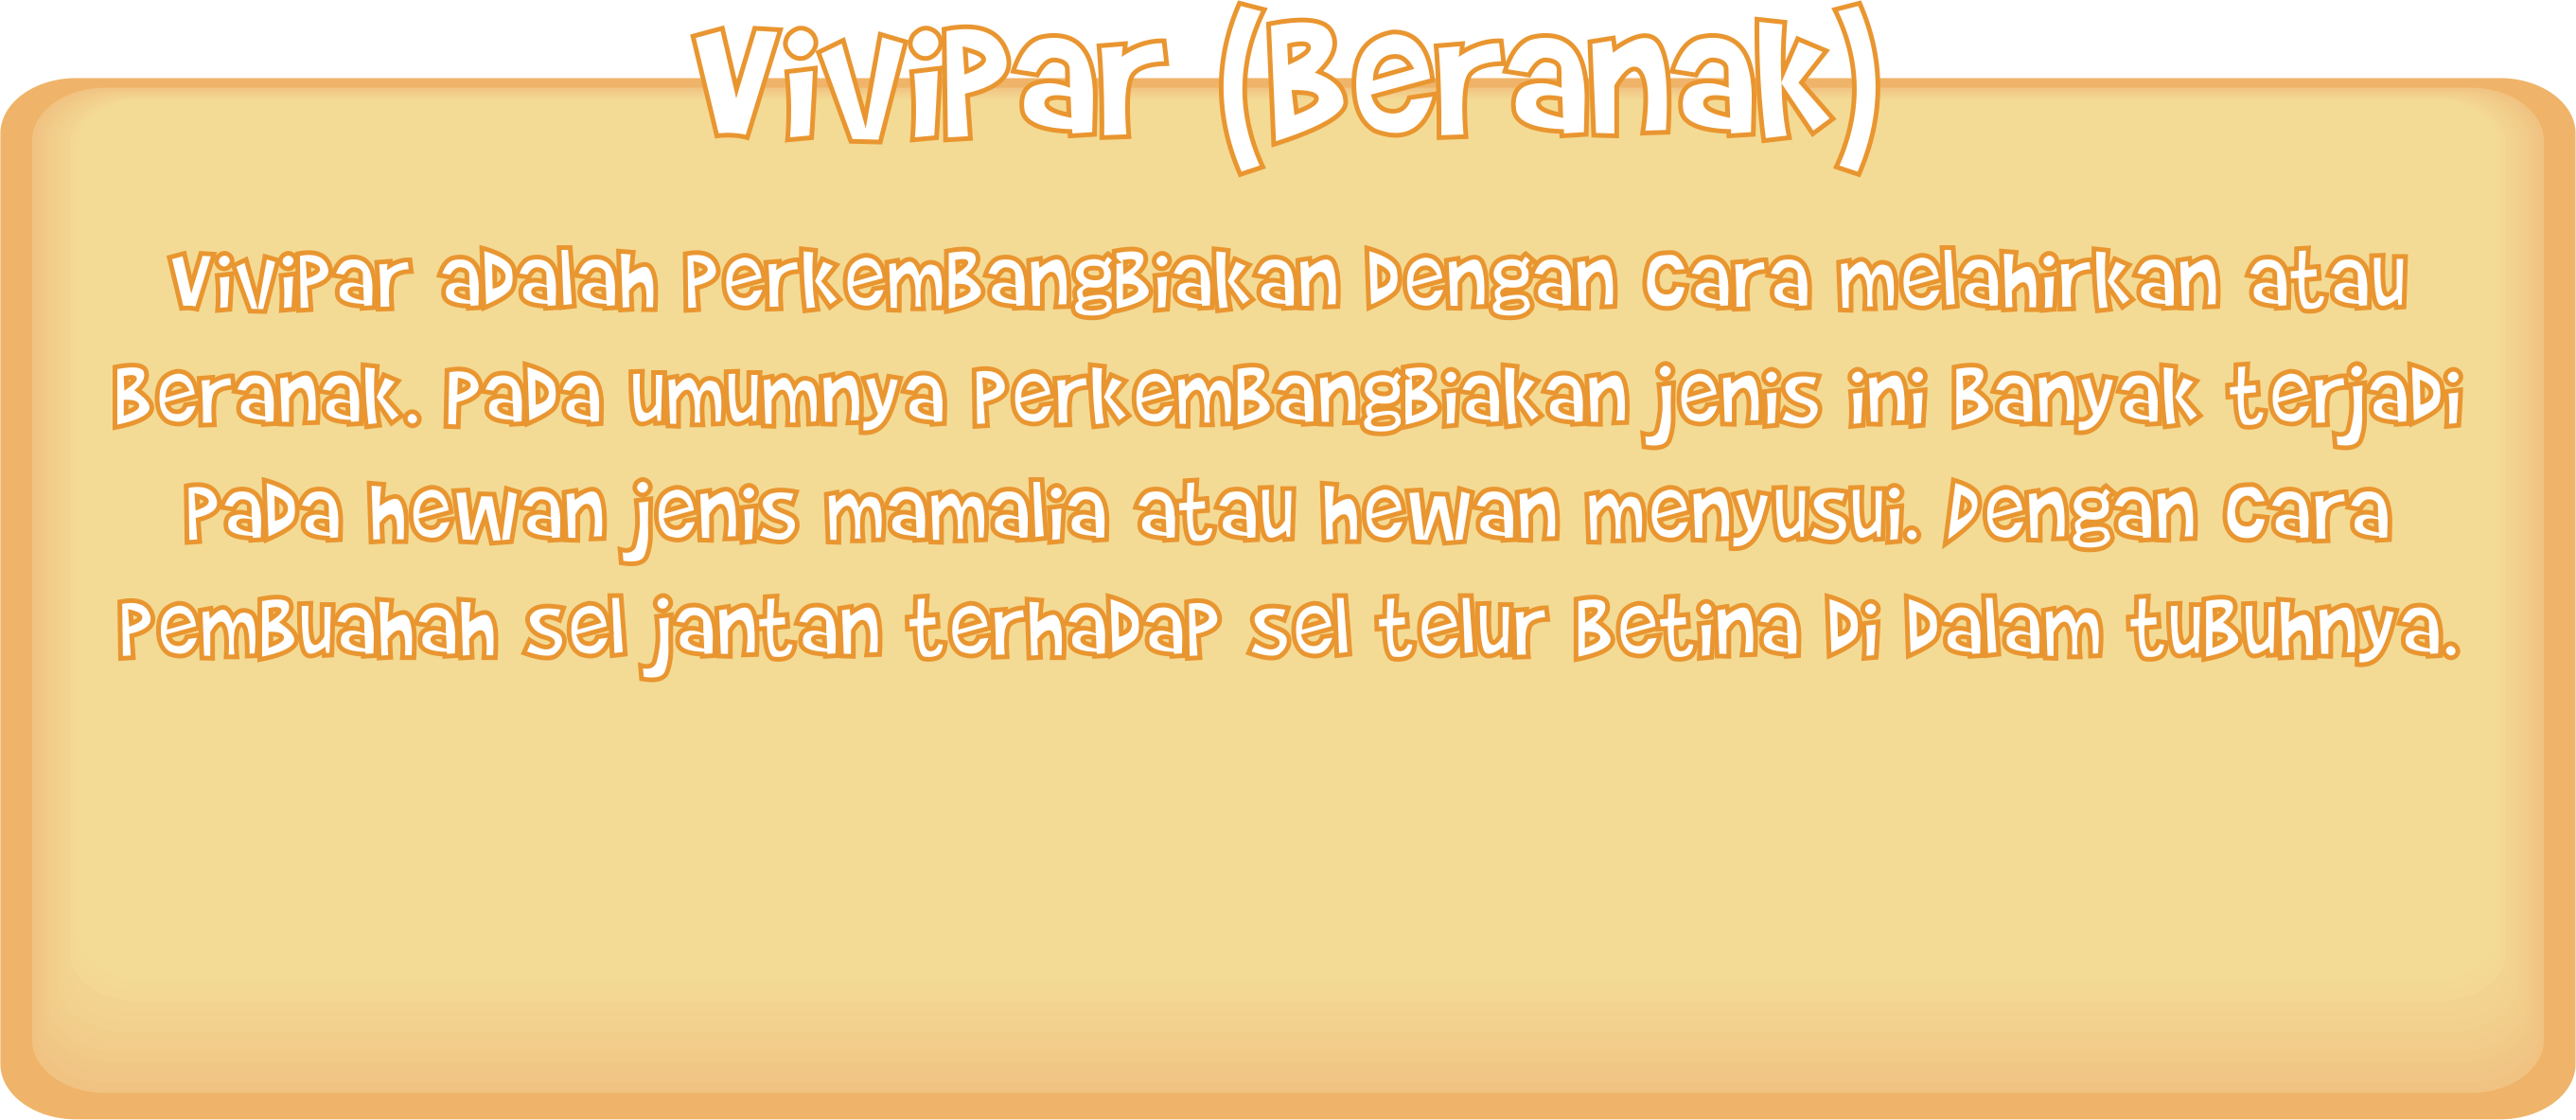 Vivipar (Beranak)
Vivipar adalah perkembangbiakan dengan cara melahirkan atau
beranak. Pada umumnya perkembangbiakan jenis ini banyak terjadi
pada hewan jenis mamalia atau hewan menyusui. Dengan cara
pembuahah sel jantan terhadap sel telur betina di dalam tubuhnya.